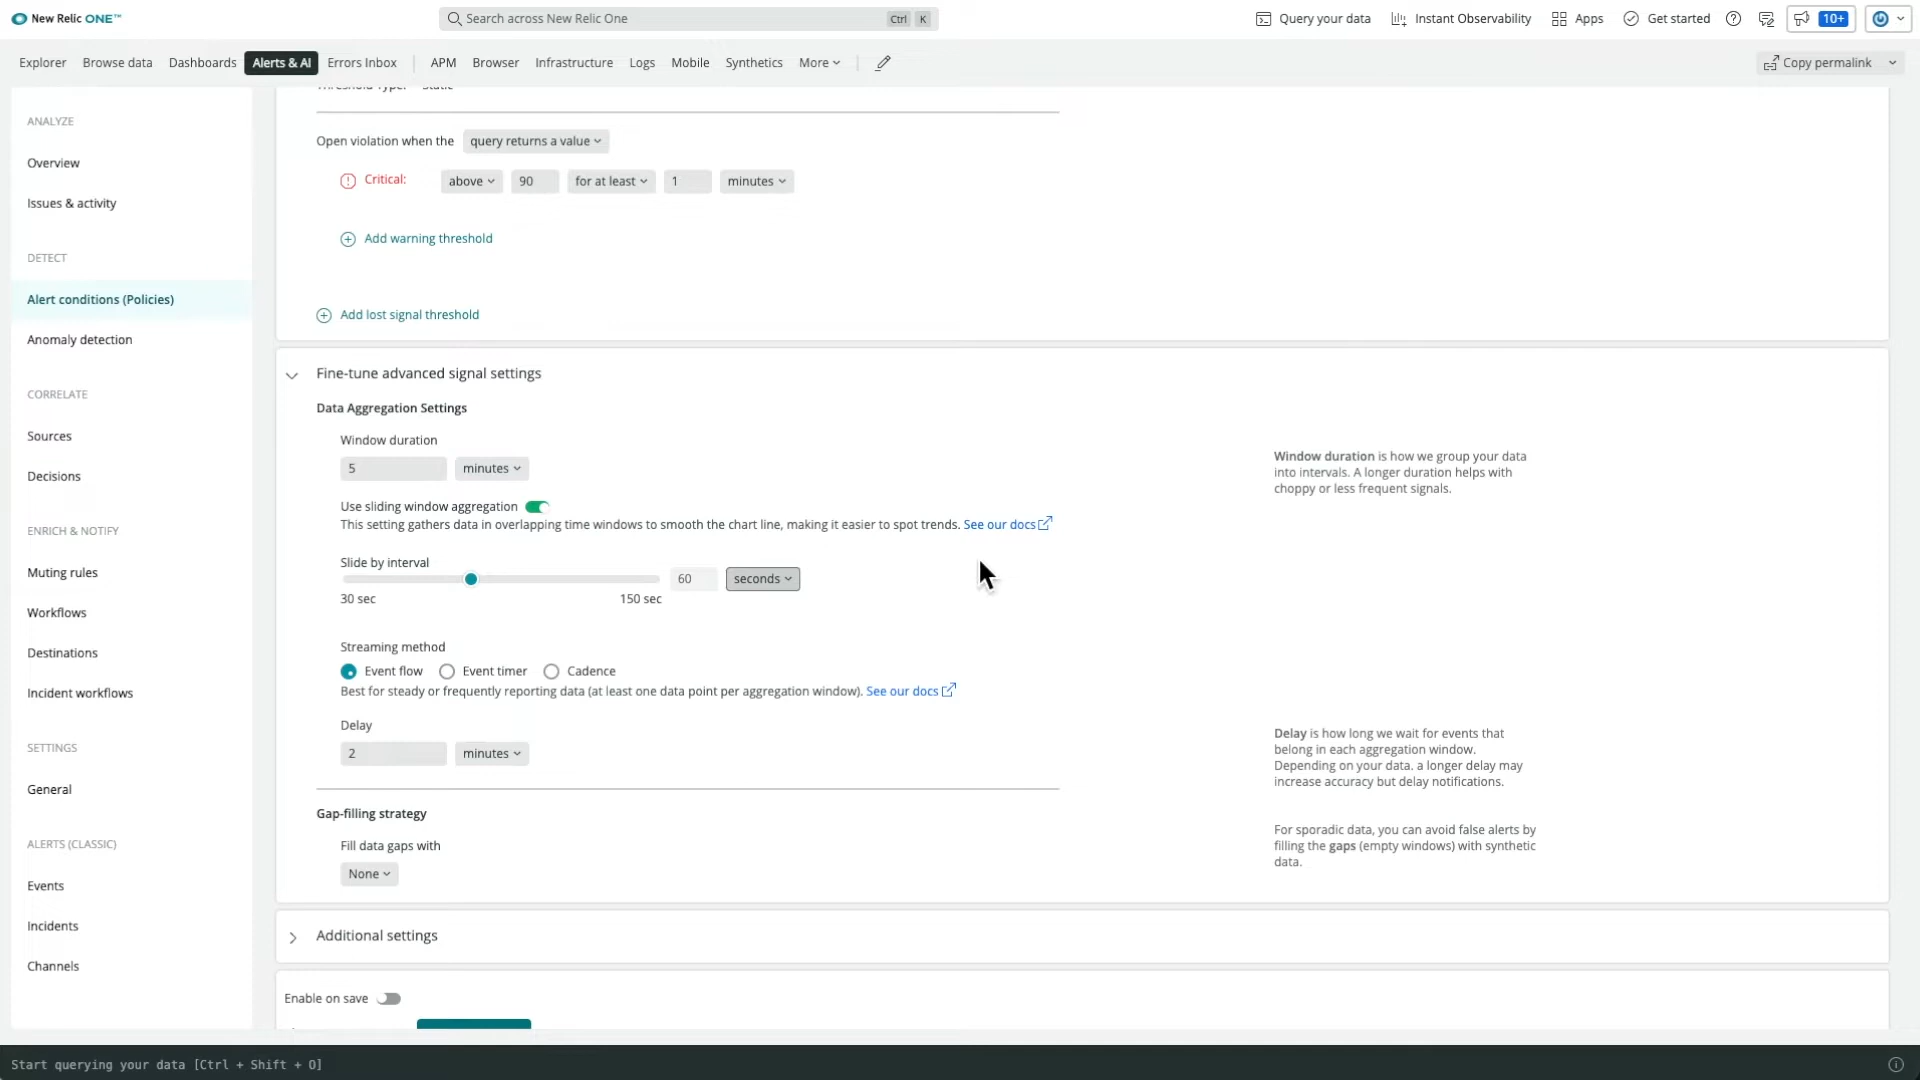 New Relic ONE™
Search across New Relic One
Ctrl K
Query your data
Instant Observability
Apps
Get started
10+
Explorer
Browse data
Dashboards
Alerts & AI
Errors Inbox
APM
Browser
Infrastructure
Logs
Mobile
Synthetics
More
Copy permalink
ANALYZE
Overview
Issues & activity
DETECT
Alert conditions (Policies)
Anomaly detection
CORRELATE
Sources
Decisions
ENRICH & NOTIFY
Muting rules
Workflows
Destinations
Incident workflows
SETTINGS
General
ALERTS (CLASSIC)
Events
Incidents
Channels
Threshold Type: Static
Open violation when the query returns a value
Critical: above 90 for at least 1 minutes
Add warning threshold
Add lost signal threshold
Fine-tune advanced signal settings
Data Aggregation Settings
Window duration
5 minutes
Use sliding window aggregation
This setting gathers data in overlapping time windows to smooth the chart line, making it easier to spot trends. See our docs
Slide by interval
60 seconds
30 sec 150 sec
Streaming method
Event flow Event timer Cadence
Best for steady or frequently reporting data (at least one data point per aggregation window). See our docs
Delay
2 minutes
Gap-filling strategy
Fill data gaps with
None
Window duration is how we group your data
into intervals. A longer duration helps with
choppy or less frequent signals.
Delay is how long we wait for events that
belong in each aggregation window.
Depending on your data. a longer delay may
increase accuracy but delay notifications.
For sporadic data, you can avoid false alerts by
filling the gaps (empty windows) with synthetic
data.
Additional settings
Enable on save
Start querying your data [Ctrl + Shift + O]